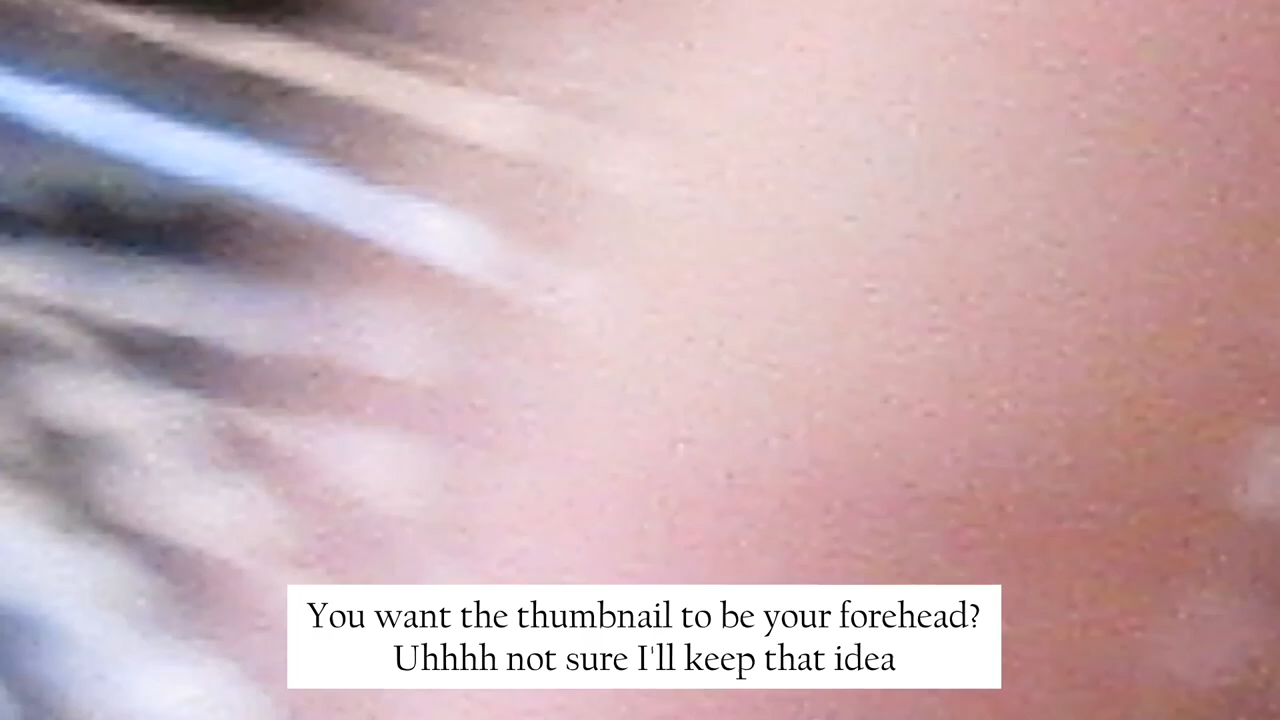 You want the thumbnail to be your forehead?
Uhhhh not sure I'll keep that idea